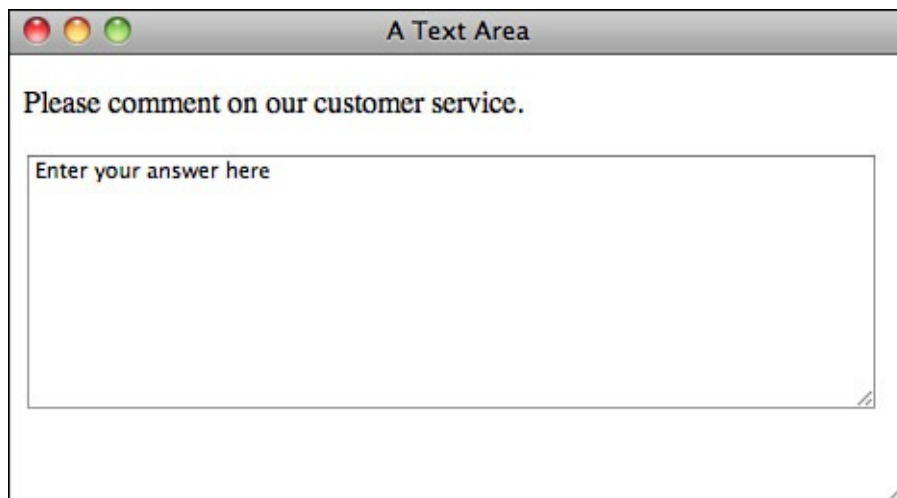 A Text Area
Please comment on our customer service.
Enter your answer here